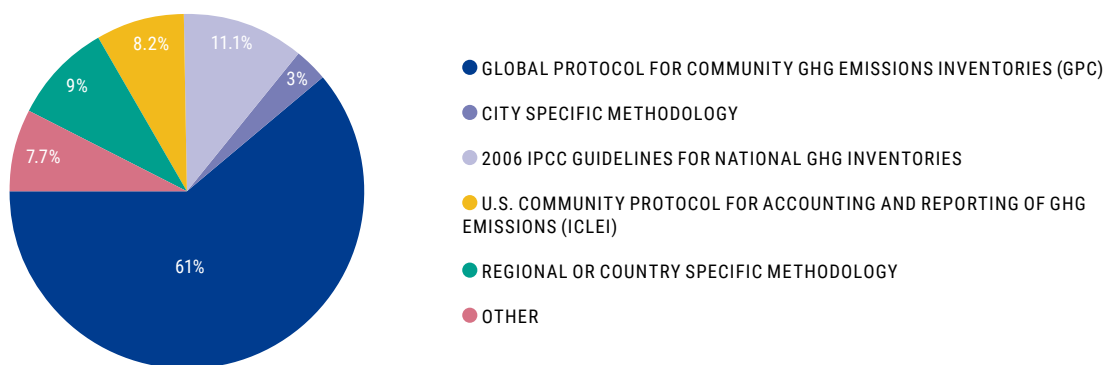 11.1%
8.2%
3%
9%
7.7%
61%
GLOBAL PROTOCOL FOR COMMUNITY GHG EMISSIONS INVENTORIES (GPC)
CITY SPECIFIC METHODOLOGY
2006 IPCC GUIDELINES FOR NATIONAL GHG INVENTORIES
U.S. COMMUNITY PROTOCOL FOR ACCOUNTING AND REPORTING OF GHG
EMISSIONS (ICLEI)
REGIONAL OR COUNTRY SPECIFIC METHODOLOGY
OTHER